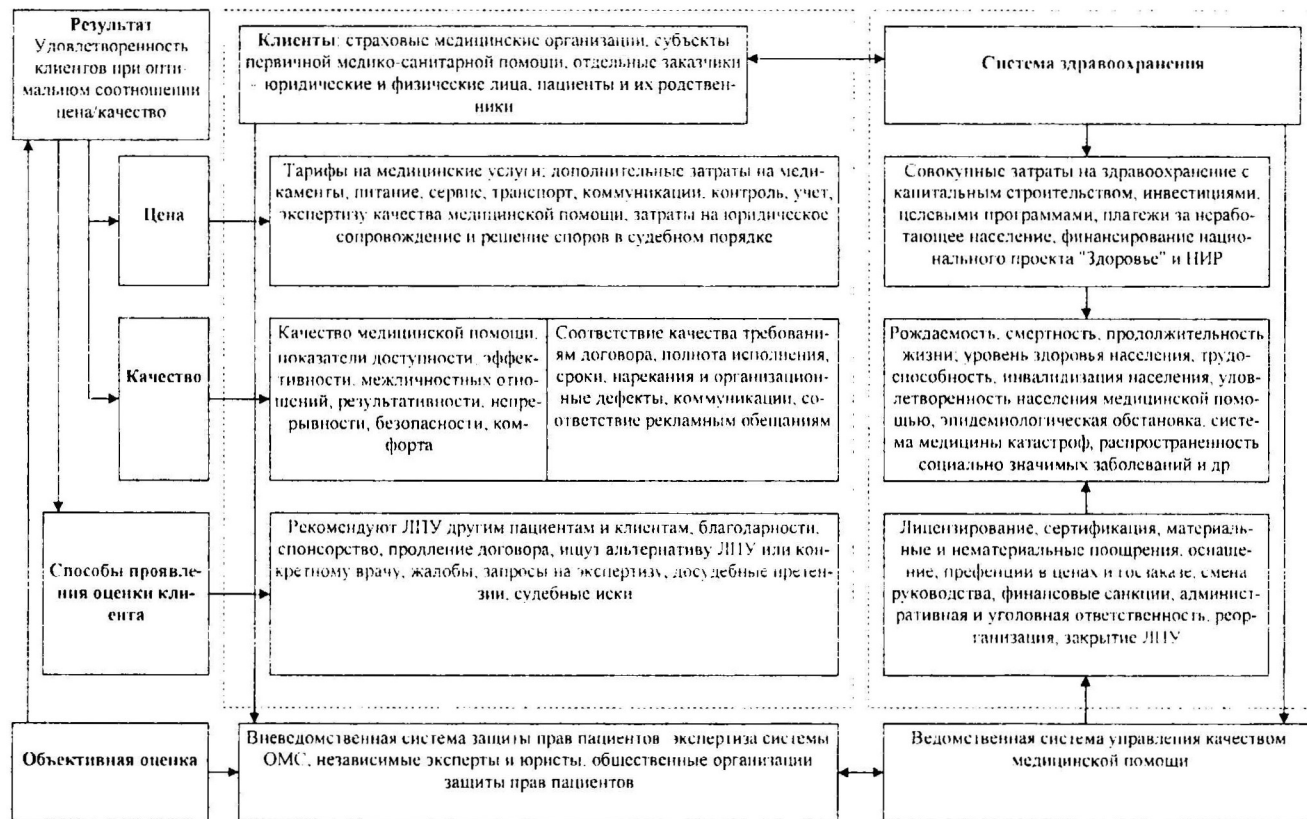 Результат
Удовлетворенность
клиентов при опти-
мальном соотношении
цена/качество
Клиенты: страховые медицинские организации, субъекты
первичной медико-санитарной помощи, отдельные заказчики
– юридические и физические лица, пациенты и их родствен-
ники
Система здравоохранения
Цена
Тарифы на медицинские услуги; дополнительные затраты на меди-
каменты, питание, сервис, транспорт, коммуникации, контроль, учет,
экспертизу качества медицинской помощи, затраты на юридическое
сопровождение и решение споров в судебном порядке
Совокупные затраты на здравоохранение с
капитальным строительством, инвестициями,
целевыми программами, платежи за нерабо-
тающее население, финансирование нацио-
нального проекта "Здоровье" и НИР
Качество
Качество медицинской помощи,
показатели доступности, эффек-
тивности, межличностных отно-
шений, результативности, непре-
рывности, безопасности, ком-
форта
Соответствие качества требовани-
ям договора, полнота исполнения,
сроки, нарекания и организацион-
ные дефекты, коммуникации, со-
ответствие рекламным обещаниям
Рождаемость, смертность, продолжительность
жизни; уровень здоровья населения, трудо-
способность, инвалидизация населения, удов-
летворенность населения медицинской помо-
щью, эпидемиологическая обстановка, систе-
ма медицины катастроф, распространенность
социально значимых заболеваний и др
Способы проявле-
ния оценки кли-
ента
Рекомендуют ЛПУ другим пациентам и клиентам, благодарности,
спонсорство, продление договора, ищут альтернативу ЛПУ или кон-
кретному врачу, жалобы, запросы на экспертизу, досудебные претен-
зии, судебные иски
Лицензирование, сертификация, материаль-
ные и нематериальные поощрения, оснаще-
ние, префенции в ценах и госзаказе, смена
руководства, финансовые санкции, админист-
ративная и уголовная ответственность, реор-
ганизация, закрытие ЛПУ
Объективная оценка
Вневедомственная система защиты прав пациентов экспертиза системы
ОМС, независимые эксперты и юристы, общественные организации
защиты прав пациентов
Ведомственная система управления качеством
медицинской помощи